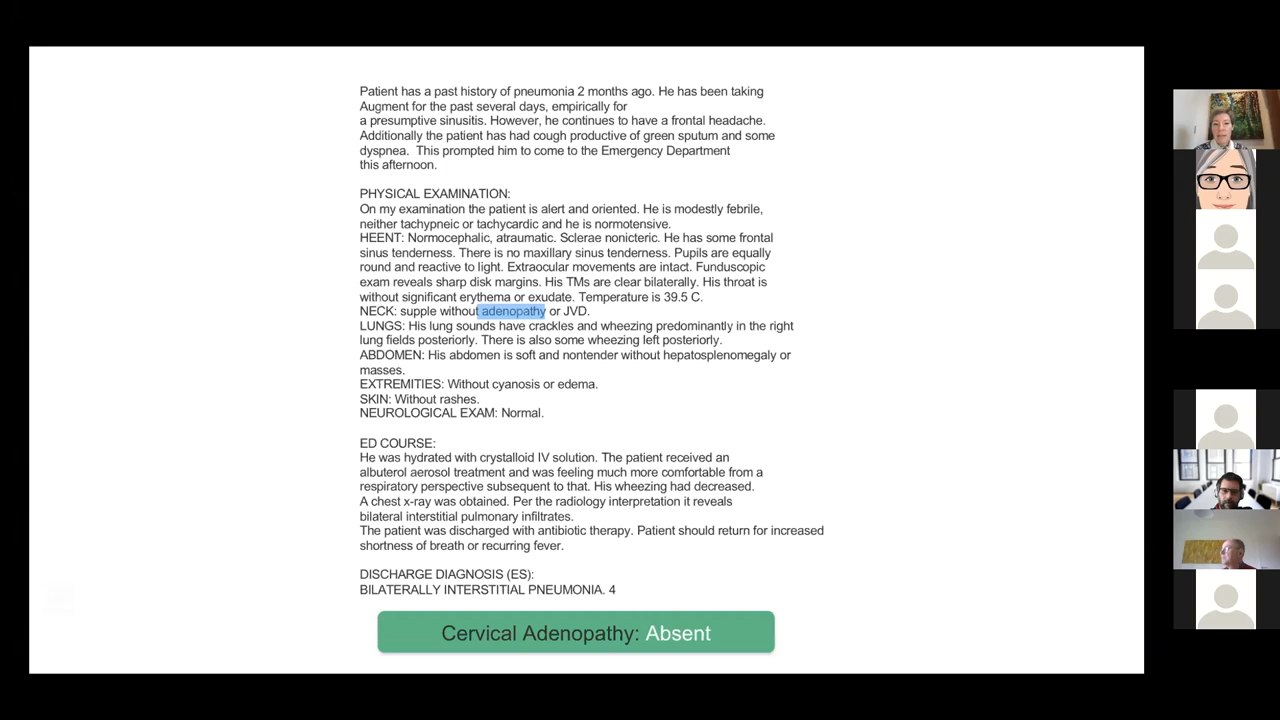 Patient has a past history of pneumonia 2 months ago. He has been taking
Augment for the past several days, empirically for
a presumptive sinusitis. However, he continues to have a frontal headache.
Additionally the patient has had cough productive of green sputum and some
dyspnea. This prompted him to come to the Emergency Department
this afternoon.
PHYSICAL EXAMINATION:
On my examination the patient is alert and oriented. He is modestly febrile,
neither tachypneic or tachycardic and he is normotensive.
HEENT: Normocephalic, atraumatic. Sclerae nonicteric. He has some frontal
sinus tenderness. There is no maxillary sinus tenderness. Pupils are equally
round and reactive to light. Extraocular movements are intact. Funduscopic
exam reveals sharp disk margins. His TMs are clear bilaterally. His throat is
without significant erythema or exudate. Temperature is 39.5 C.
NECK: supple without adenopathy or JVD.
LUNGS: His lung sounds have crackles and wheezing predominantly in the right
lung fields posteriorly. There is also some wheezing left posteriorly.
ABDOMEN: His abdomen is soft and nontender without hepatosplenomegaly or
masses.
EXTREMITIES: Without cyanosis or edema.
SKIN: Without rashes.
NEUROLOGICAL EXAM: Normal.
ED COURSE:
He was hydrated with crystalloid IV solution. The patient received an
albuterol aerosol treatment and was feeling much more comfortable from a
respiratory perspective subsequent to that. His wheezing had decreased.
A chest x-ray was obtained. Per the radiology interpretation it reveals
bilateral interstitial pulmonary infiltrates.
The patient was discharged with antibiotic therapy. Patient should return for increased
shortness of breath or recurring fever.
DISCHARGE DIAGNOSIS (ES):
BILATERALLY INTERSTITIAL PNEUMONIA. 4
Cervical Adenopathy: Absent